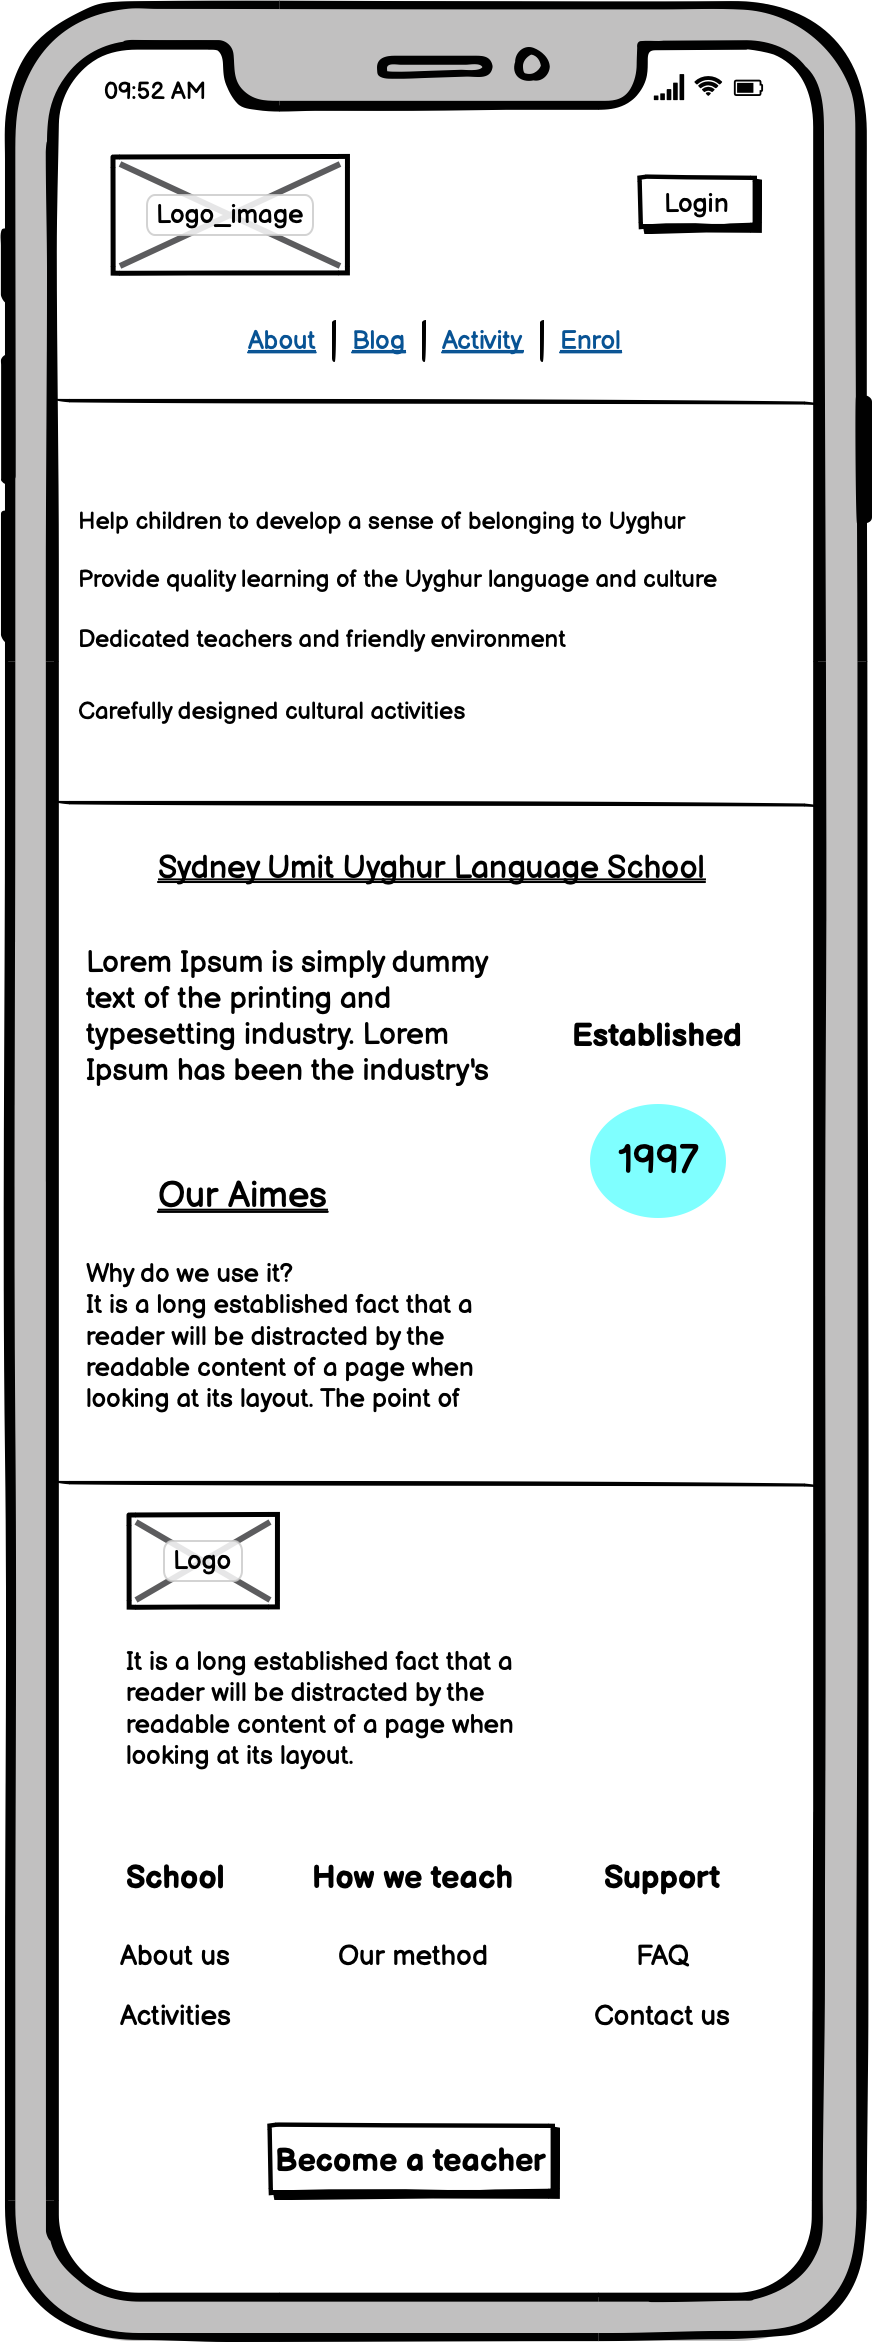 09:52 AM
Logo_image
Login
About
Blog
Activity
Enrol
Help children to develop a sense of belonging to Uyghur
Provide quality learning of the Uyghur language and culture
Dedicated teachers and friendly environment
Carefully designed cultural activities
Sydney Umit Uyghur Language School
Lorem Ipsum is simply dummy
text of the printing and
typesetting industry. Lorem
Ipsum has been the industry's
Established
1997
Our Aimes
Why do we use it?
It is a long established fact that a
reader will be distracted by the
readable content of a page when
looking at its layout. The point of
Logo
It is a long established fact that a
reader will be distracted by the
readable content of a page when
looking at its layout.
School
How we teach
Support
About us
Our method
FAQ
Activities
Contact us
Become a teacher